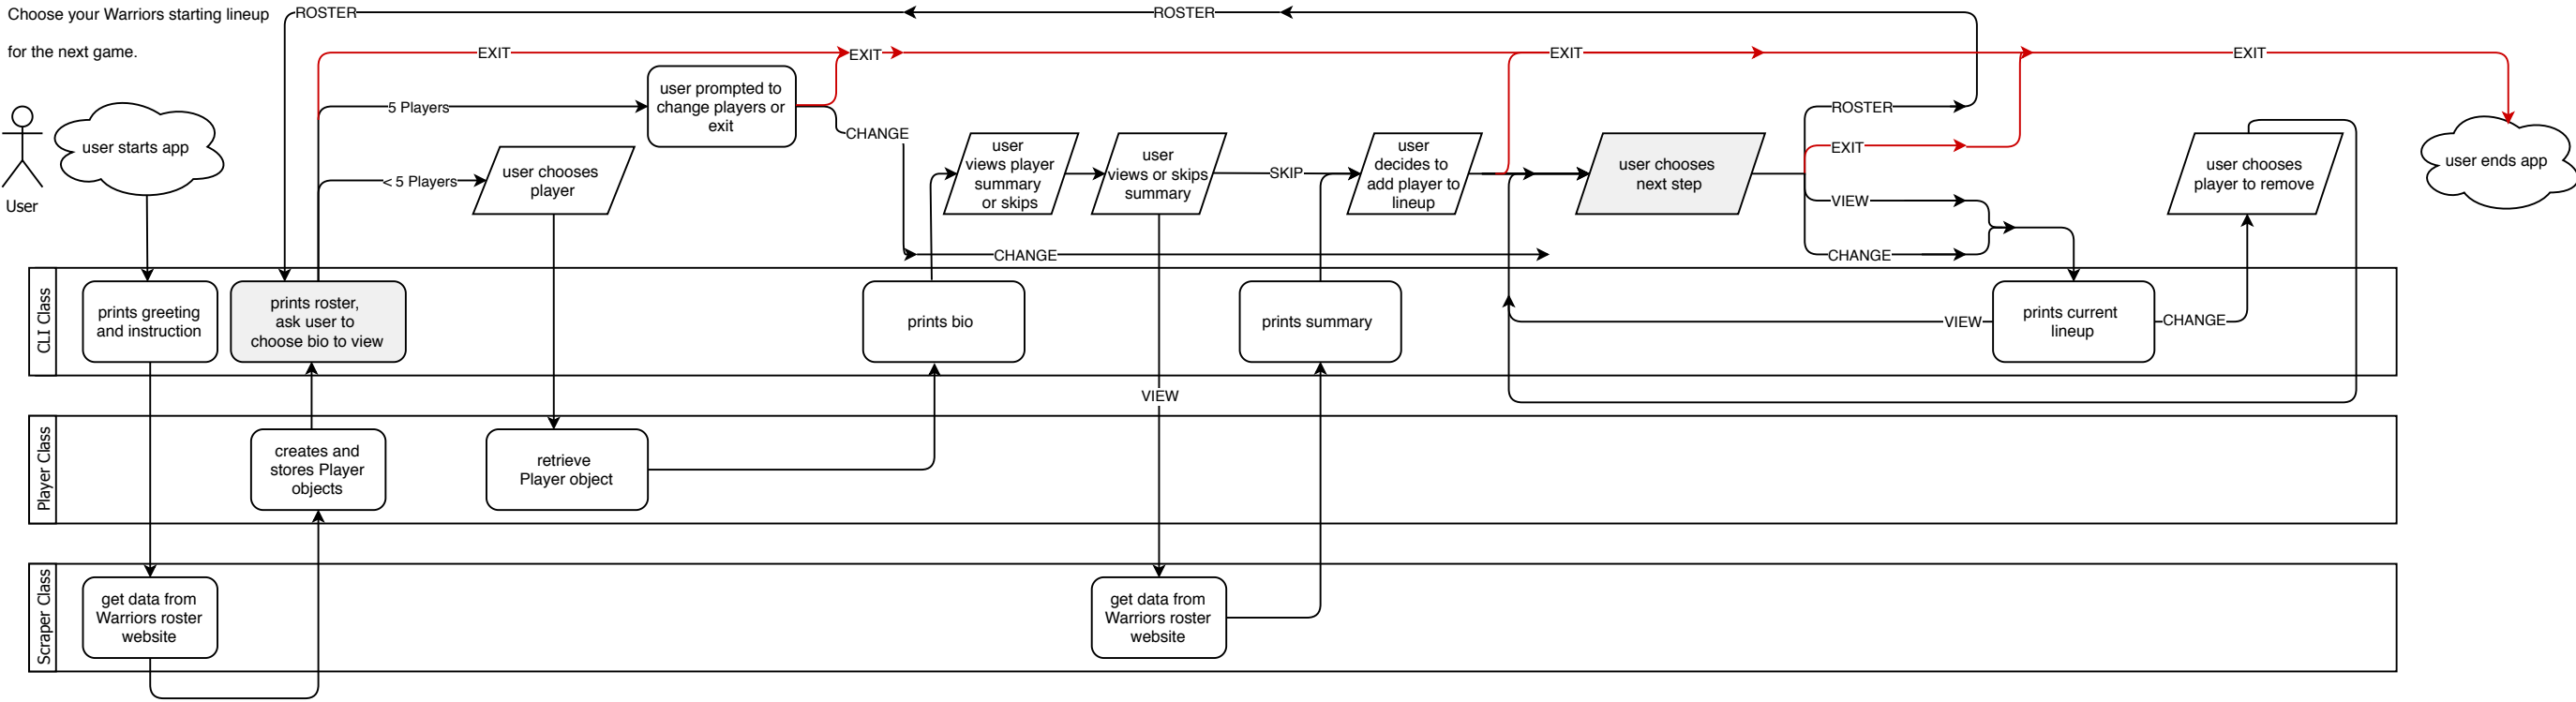 Choose your Warriors starting lineup
for the next game.
ROSTER
ROSTER
EXIT
EXIT
EXIT
EXIT
User
user starts app
5 Players
< 5 Players
user prompted to
change players or
exit
CHANGE
user chooses
player
user
views player
summary
or skips
user
views or skips
summary
SKIP
user
decides to
add player to
lineup
user chooses
next step
ROSTER
EXIT
VIEW
CHANGE
user chooses
player to remove
user ends app
CHANGE
CLI Class
prints greeting
and instruction
prints roster,
ask user to
choose bio to view
prints bio
prints summary
VIEW
prints current
lineup
CHANGE
VIEW
Player Class
creates and
stores Player
objects
retrieve
Player object
Scraper Class
get data from
Warriors roster
website
get data from
Warriors roster
website